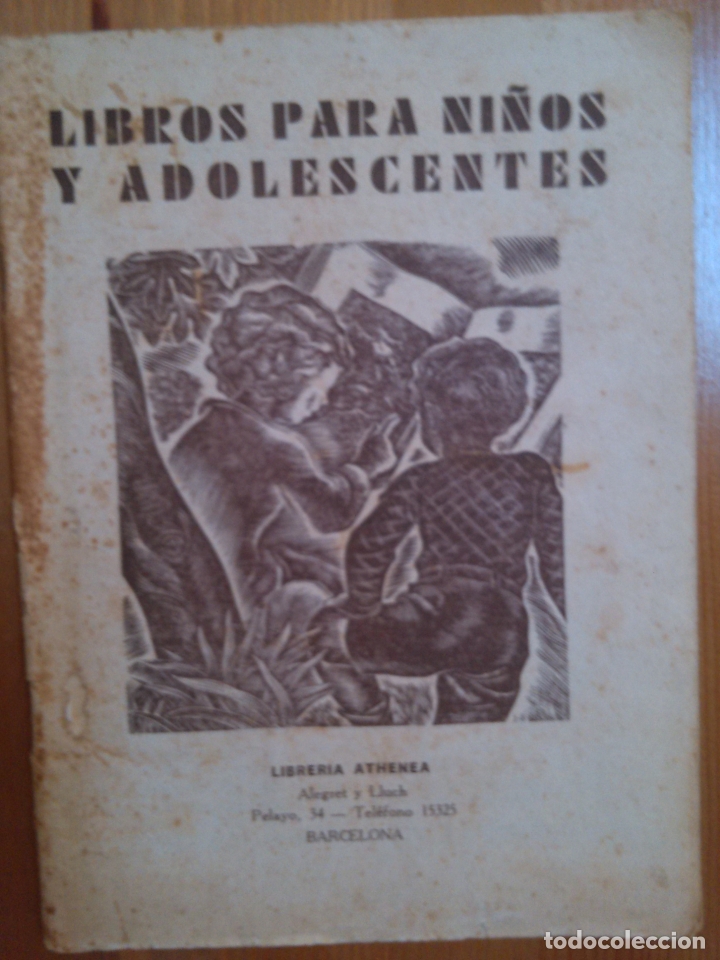 LIBROS PARA NIÑOS
Y ADOLESCENTES
LIBRERIA ATHENEA
Alegret y Lluch
Pelayo, 34 — Teléfono 15325
BARCELONA
todocoleccion